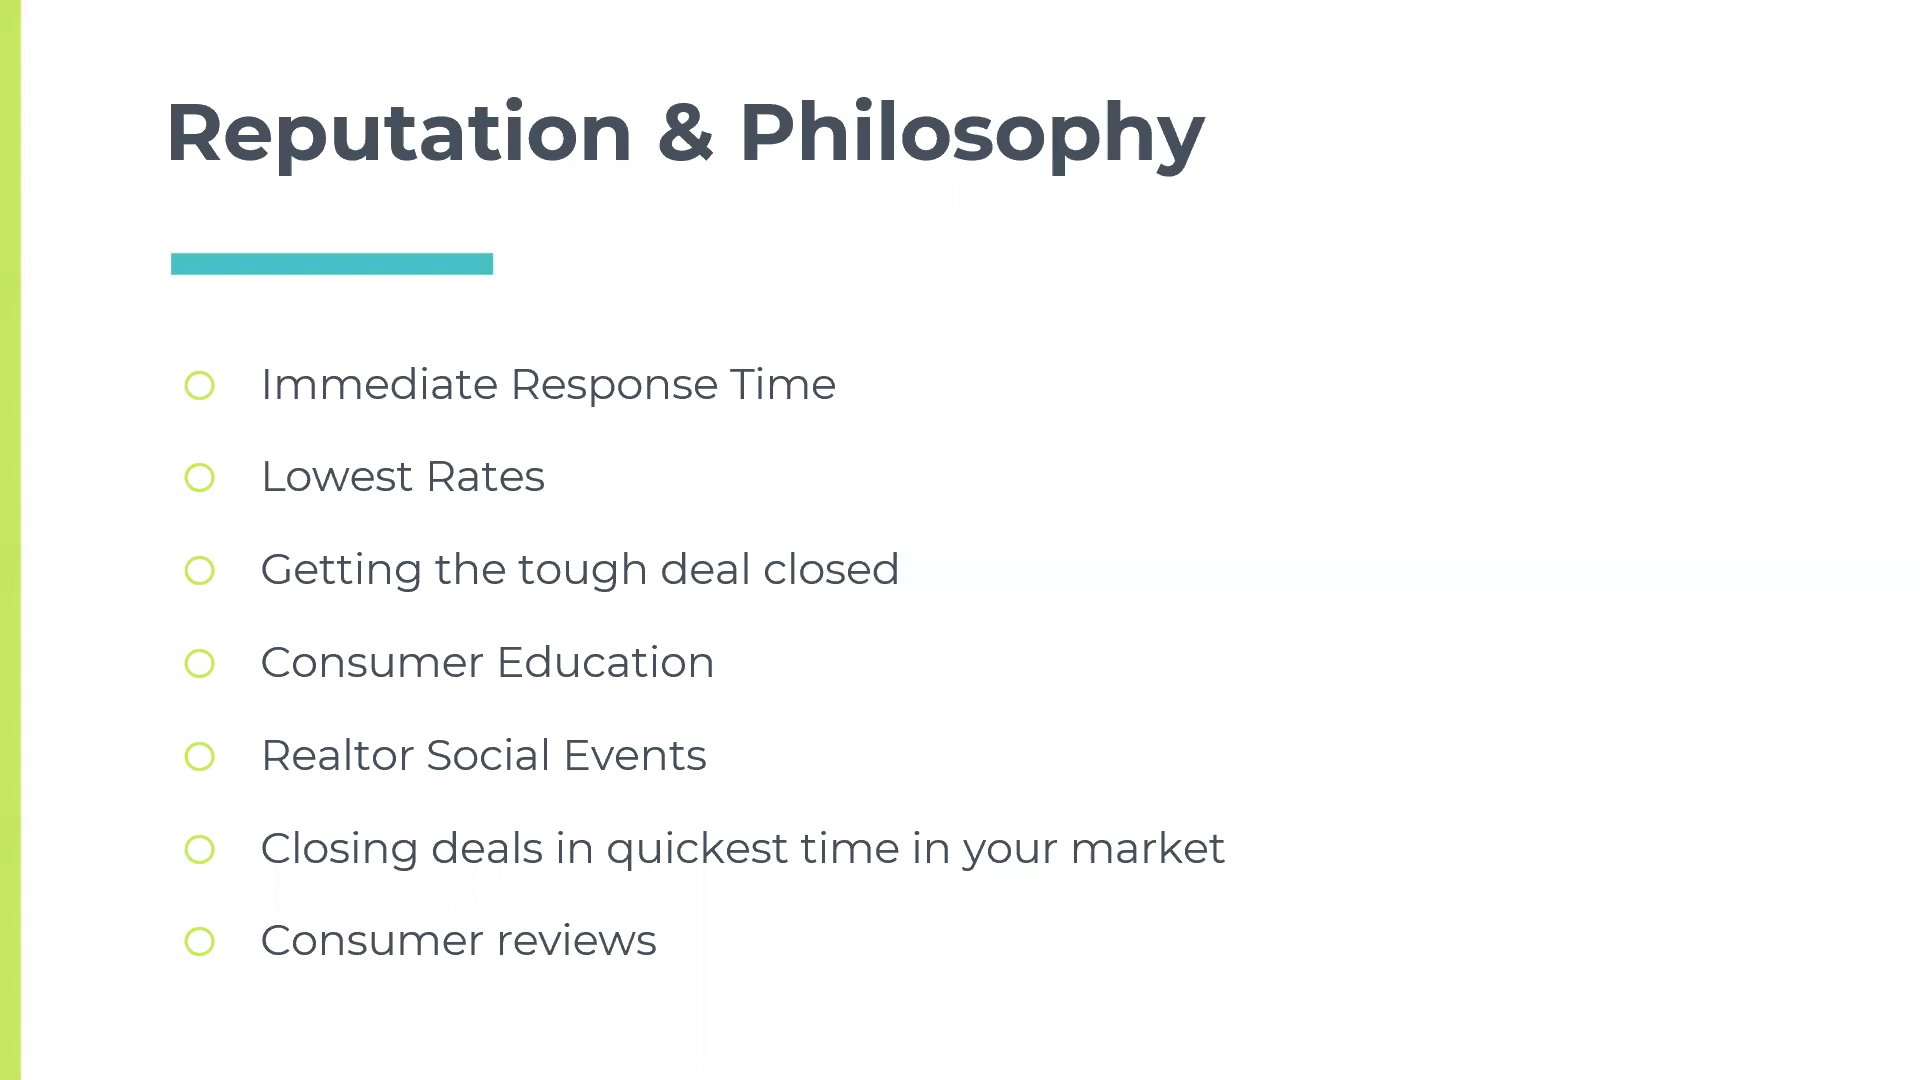 Reputation & Philosophy
Immediate Response Time
Lowest Rates
Getting the tough deal closed
Consumer Education
Realtor Social Events
Closing deals in quickest time in your market
Consumer reviews